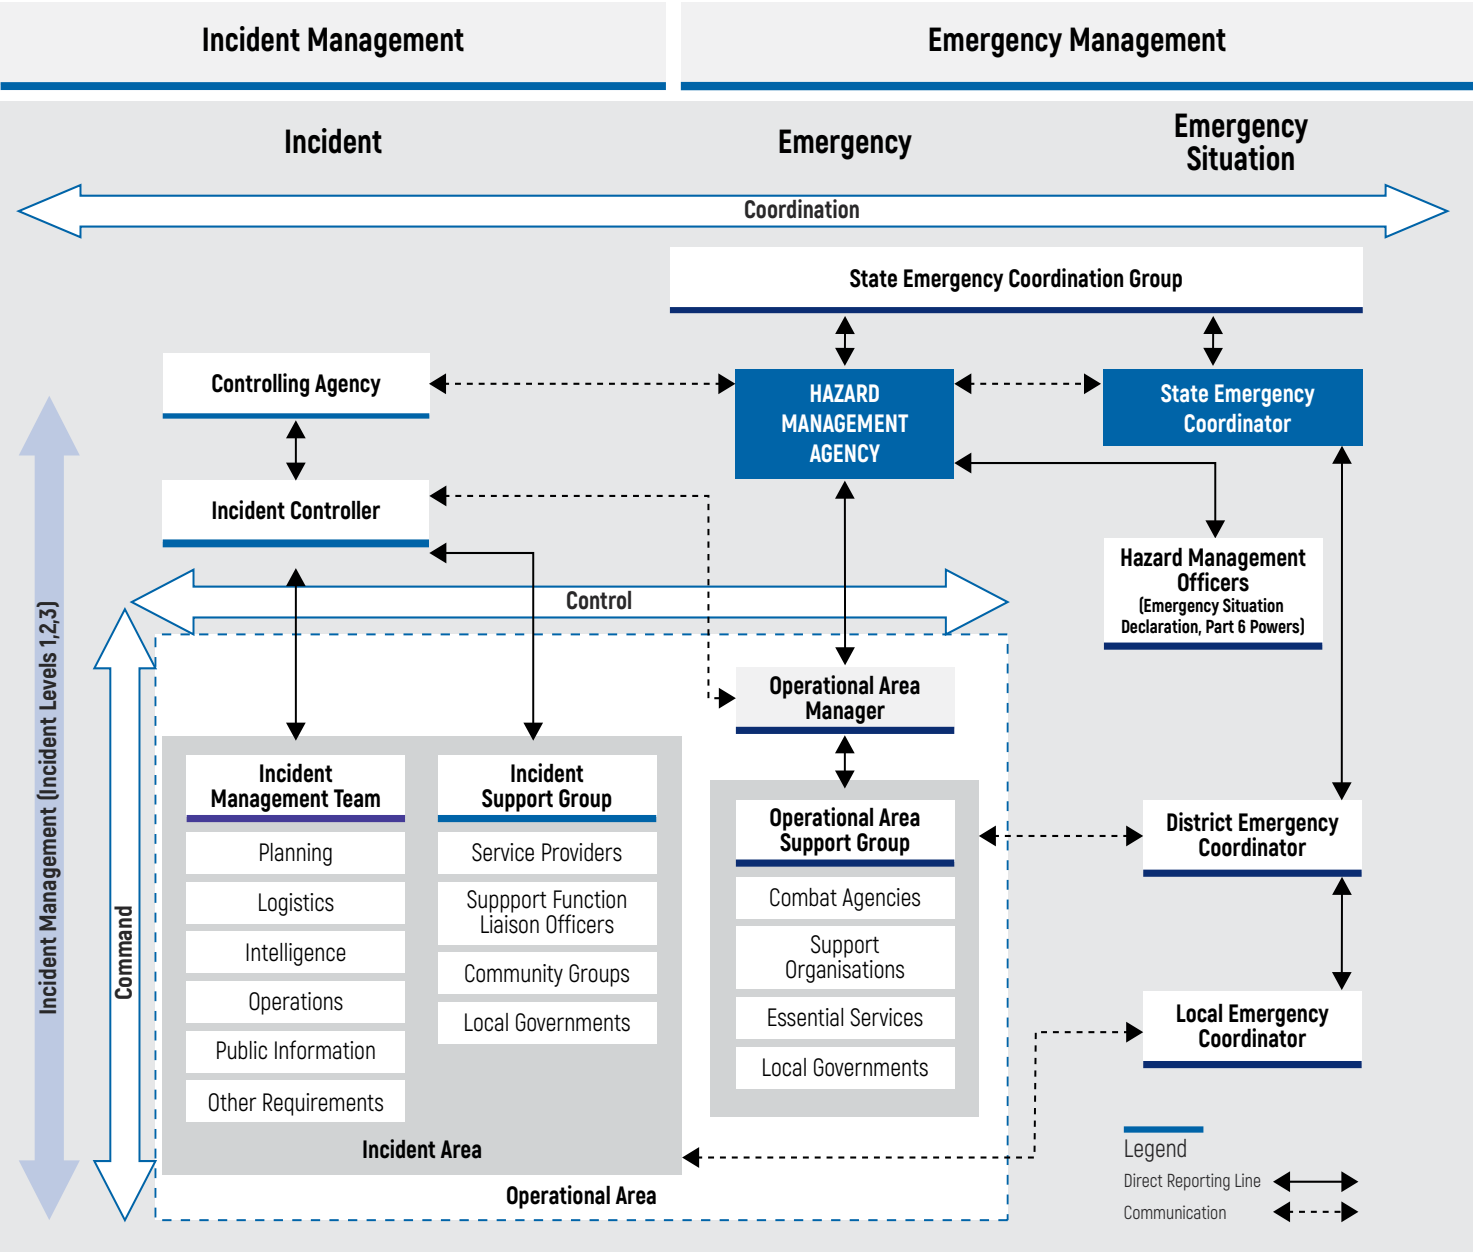 Incident Management
Emergency Management
Incident
Emergency
Emergency
Situation
Coordination
State Emergency Coordination Group
Controlling Agency
HAZARD
MANAGEMENT
AGENCY
State Emergency
Coordinator
Incident Controller
Hazard Management
Officers
(Emergency Situation
Declaration, Part 6 Powers)
Control
Incident Management (Incident Levels 1,2,3)
Command
Operational Area
Manager
Incident
Management Team
Planning
Logistics
Intelligence
Operations
Public Information
Other Requirements
Incident
Support Group
Service Providers
Suppport Function
Liaison Officers
Community Groups
Local Governments
Incident Area
Operational Area
Support Group
Combat Agencies
Support
Organisations
Essential Services
Local Governments
Operational Area
District Emergency
Coordinator
Local Emergency
Coordinator
Legend
Direct Reporting Line
Communication